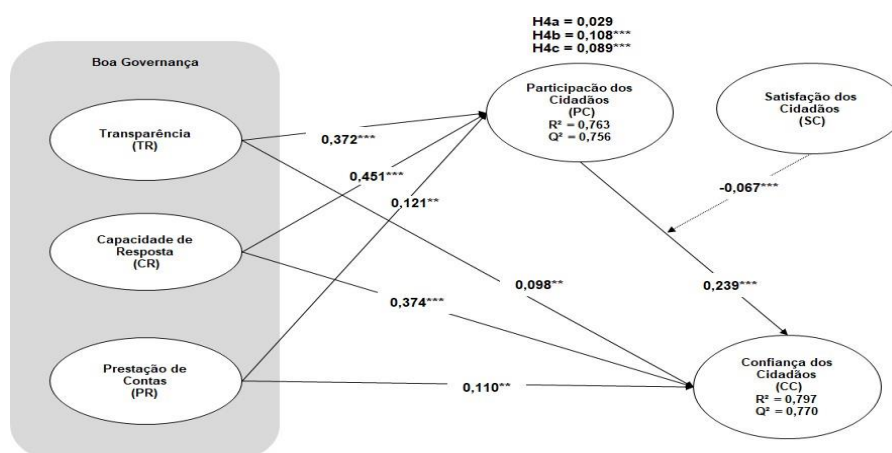 H4a = 0,029
H4b = 0,108***
H4c = 0,089***
Boa Governança
Participacão dos
Cidadãos
(PC)
R² = 0,763
Q² = 0,756
Satisfação dos
Cidadãos
(SC)
Transparência
(TR)
0,372***
0,451***
-0,067***
0,121**
Capacidade de
Resposta
(CR)
0,098**
0,239***
0,374***
Prestação de
Contas
(PR)
0,110**
Confiança dos
Cidadãos
(CC)
R² = 0,797
Q² = 0,770